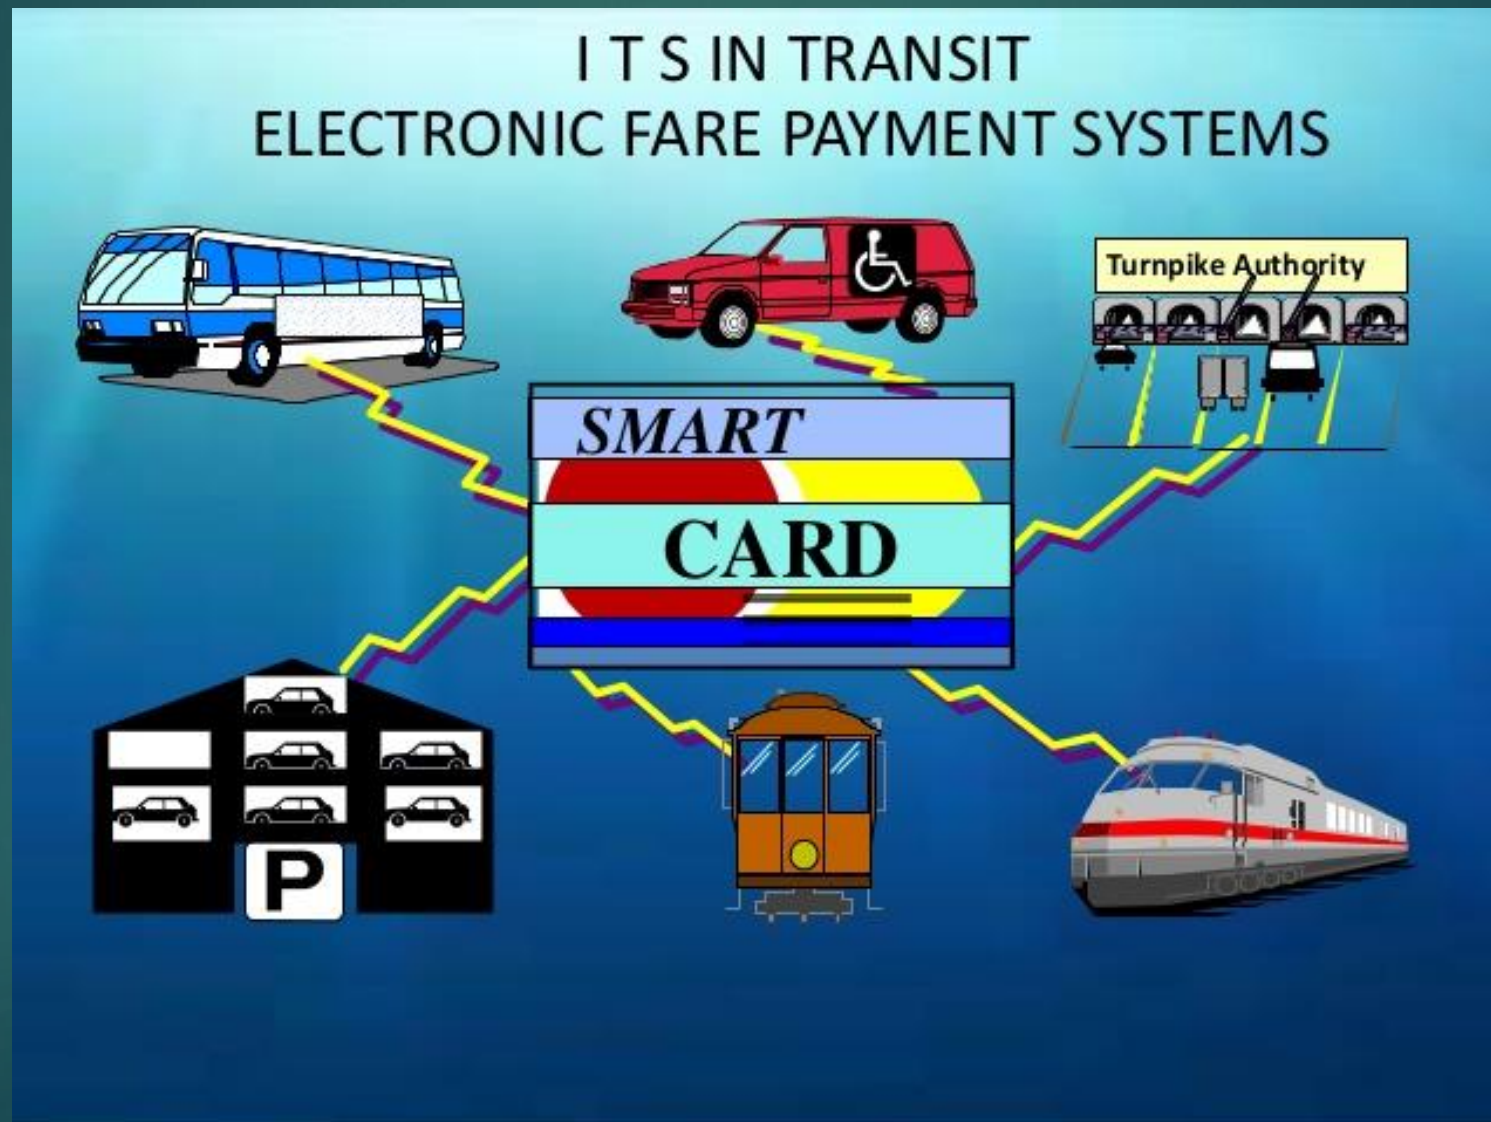 I T S IN TRANSIT
ELECTRONIC FARE PAYMENT SYSTEMS
Turnpike Authority
SMART
CARD
P